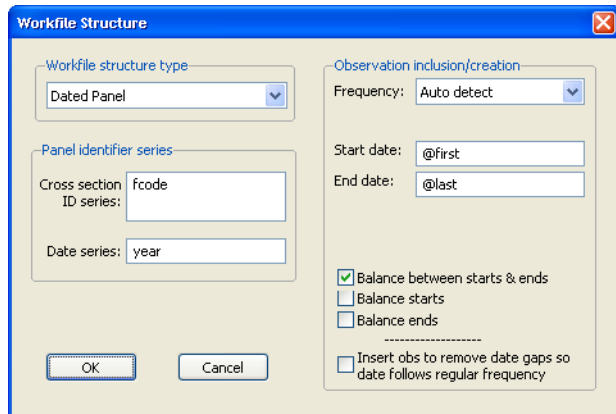 Workfile Structure
Workfile structure type
Dated Panel
Panel identifier series
Cross section
ID series:
fcode
Date series:
year
OK
Cancel
Observation inclusion/creation
Frequency:
Auto detect
Start date:
@first
End date:
@last
Balance between starts & ends
Balance starts
Balance ends
-------------------
Insert obs to remove date gaps so
date follows regular frequency